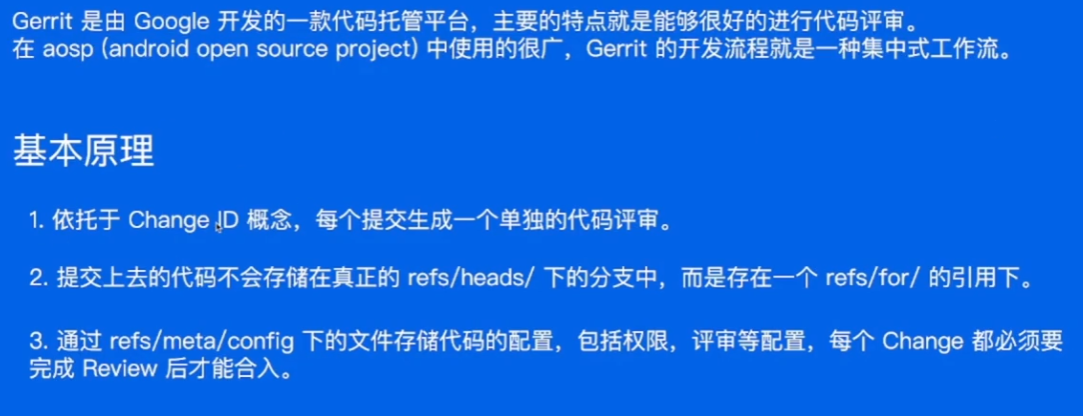 Gerrit 是由 Google 开发的一款代码托管平台，主要的特点就是能够很好的进行代码评审。
在 aosp (android open source project) 中使用的很广，Gerrit 的开发流程就是一种集中式工作流。
基本原理
1. 依托于 Change ID 概念，每个提交生成一个单独的代码评审。
2. 提交上去的代码不会存储在真正的 refs/heads/ 下的分支中，而是存在一个 refs/for/ 的引用下。
3. 通过 refs/meta/config 下的文件存储代码的配置，包括权限，评审等配置，每个 Change 都必须要
完成 Review 后才能合入。